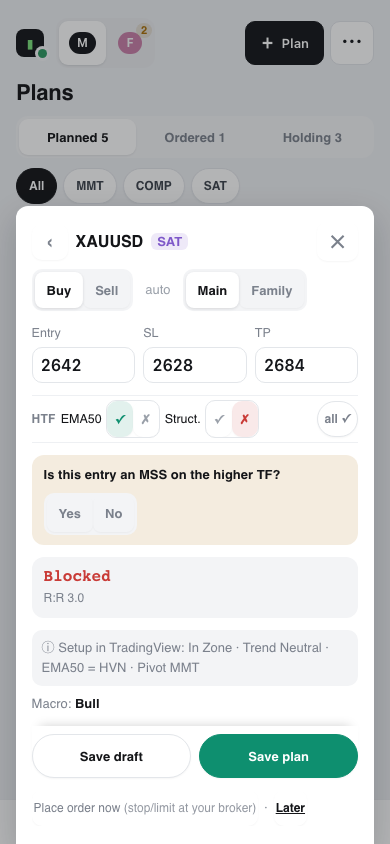 M F 2 + Plan ···
Plans
Planned 5 Ordered 1 Holding 3
All MMT COMP SAT
‹ XAUUSD SAT ✕
Buy Sell auto Main Family
Entry SL TP
2642 2628 2684
HTF EMA50 ✓ ✗ Struct. ✓ ✗ all ✓
Is this entry an MSS on the higher TF?
Yes No
Blocked
R:R 3.0
ⓘ Setup in TradingView: In Zone · Trend Neutral ·
EMA50 = HVN · Pivot MMT
Macro: Bull
Save draft Save plan
Place order now (stop/limit at your broker) · Later